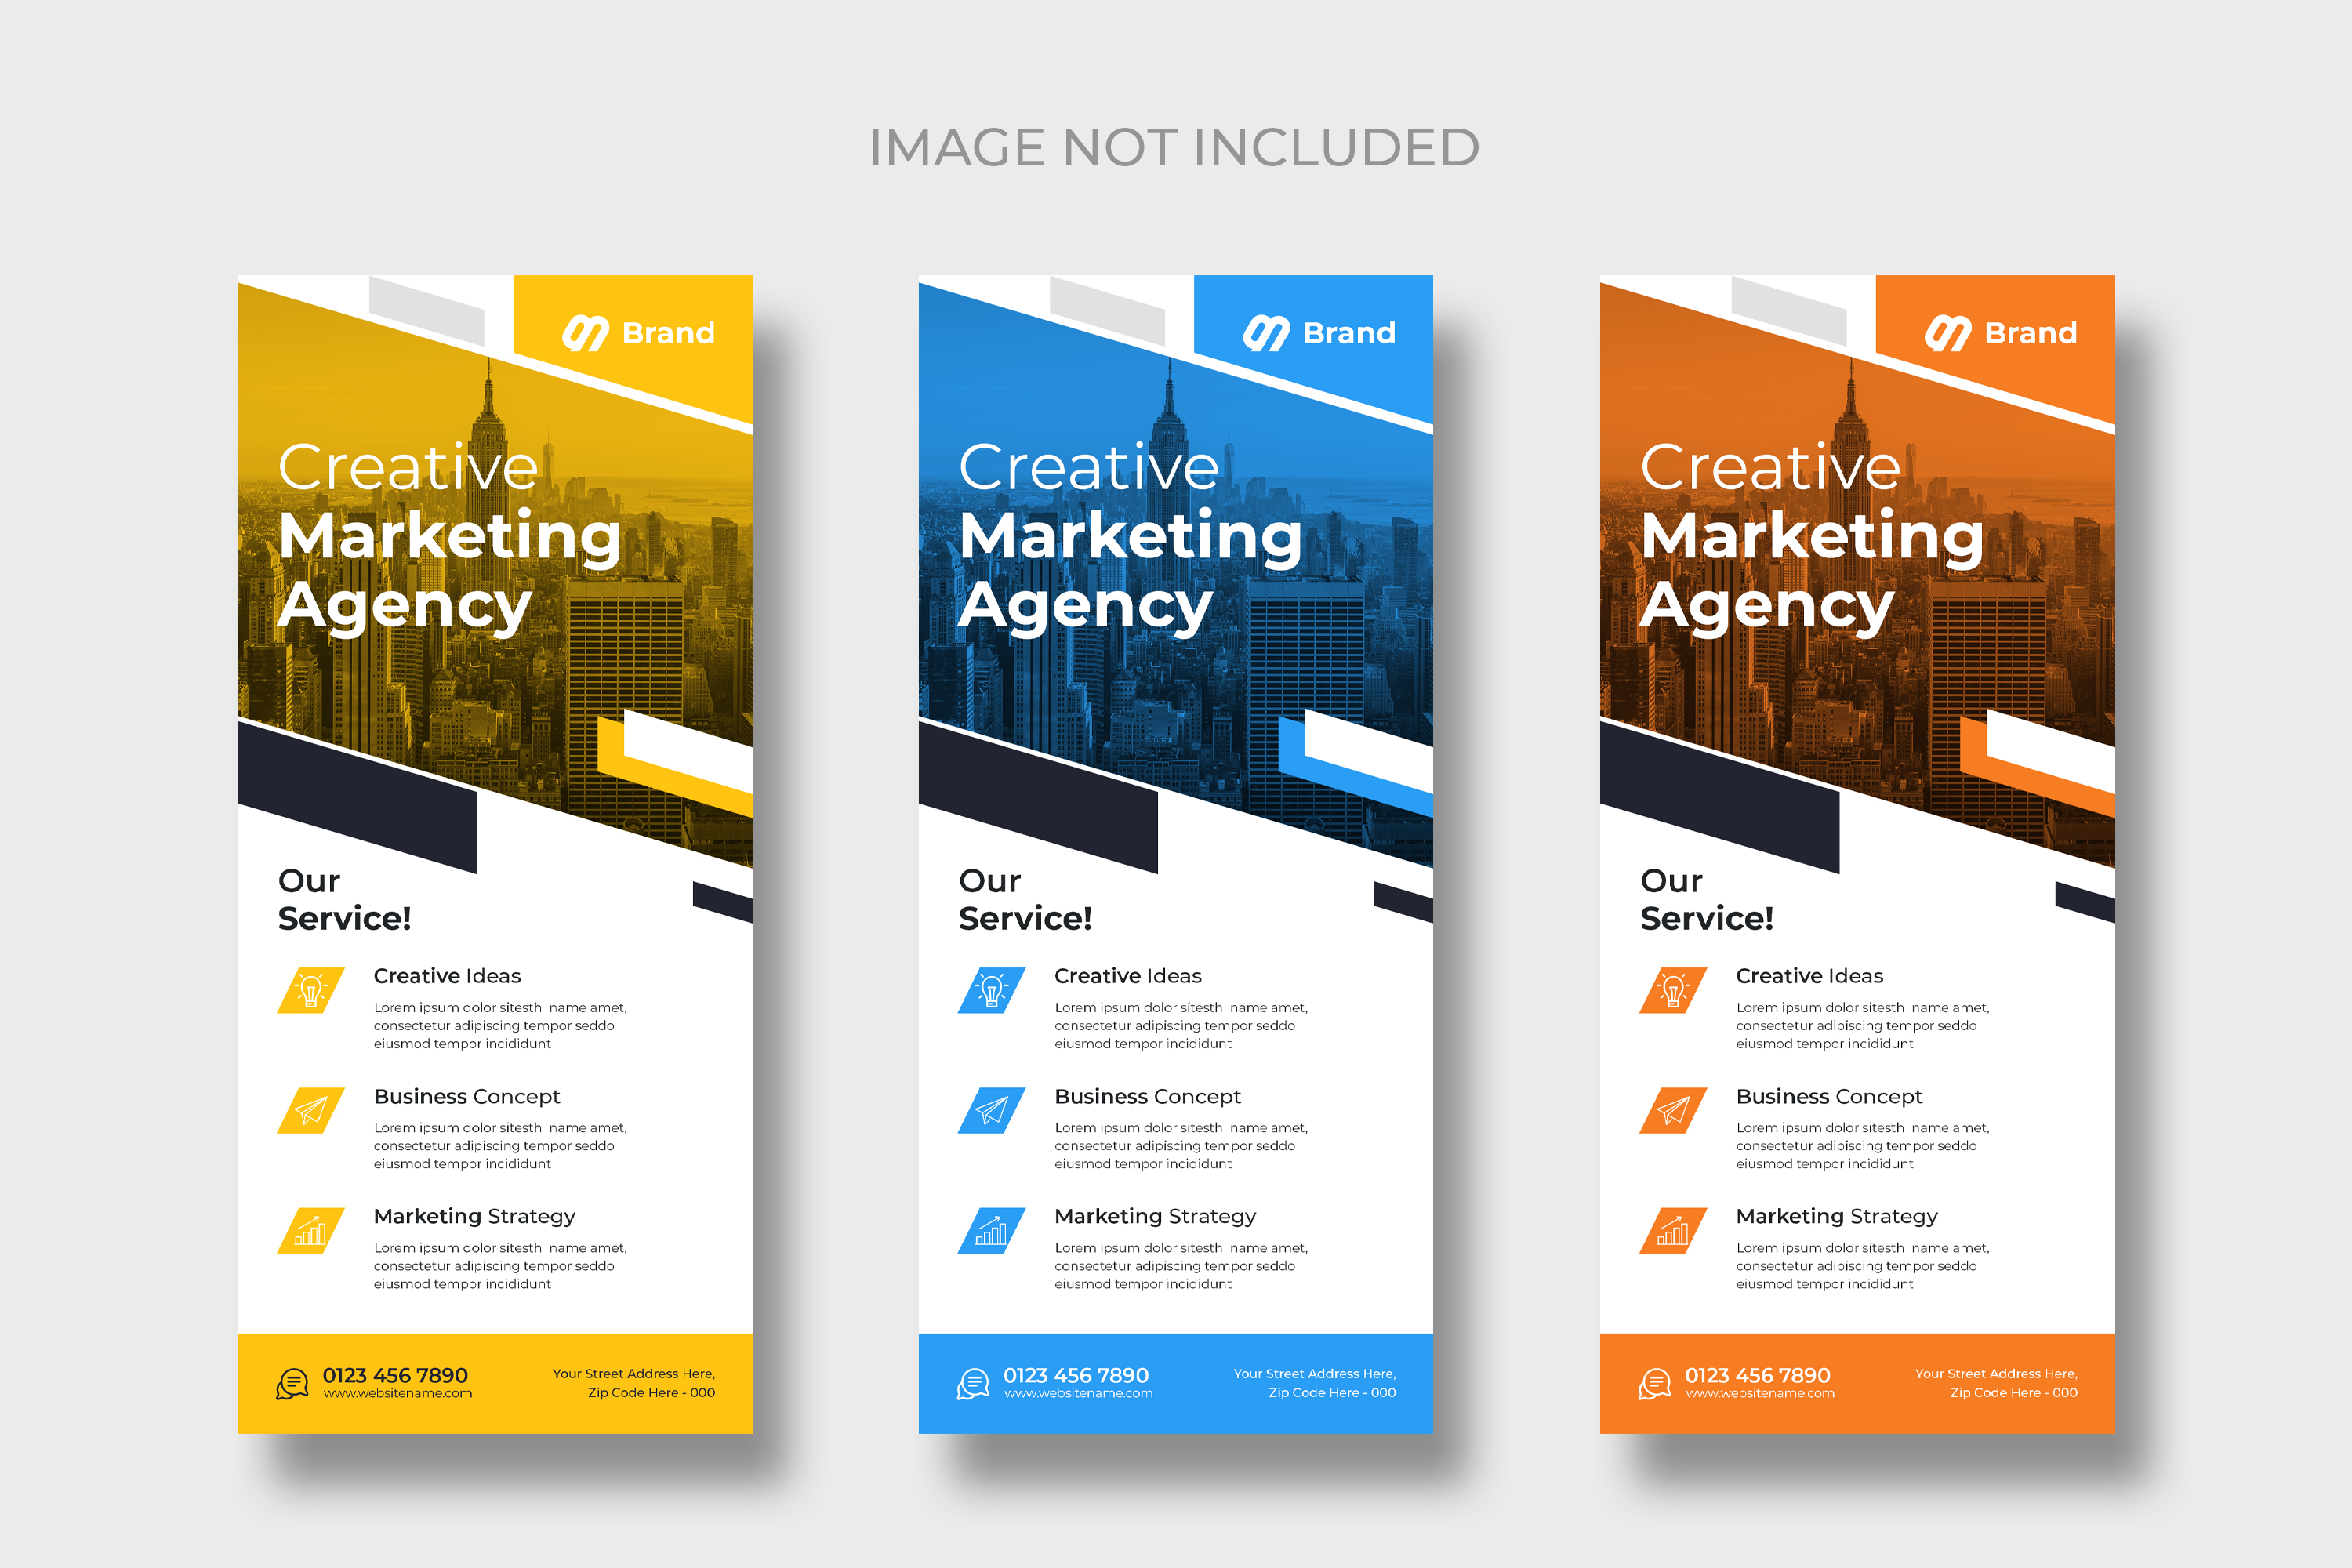 IMAGE NOT INCLUDED
Brand
Creative
Marketing
Agency
Our
Service!
Creative Ideas
Lorem ipsum dolor sitesth  name amet,
consectetur adipiscing tempor seddo
eiusmod tempor incididunt
Business Concept
Lorem ipsum dolor sitesth  name amet,
consectetur adipiscing tempor seddo
eiusmod tempor incididunt
Marketing Strategy
Lorem ipsum dolor sitesth  name amet,
consectetur adipiscing tempor seddo
eiusmod tempor incididunt
0123 456 7890
www.websitename.com
Your Street Address Here,
Zip Code Here - 000
Brand
Creative
Marketing
Agency
Our
Service!
Creative Ideas
Lorem ipsum dolor sitesth  name amet,
consectetur adipiscing tempor seddo
eiusmod tempor incididunt
Business Concept
Lorem ipsum dolor sitesth  name amet,
consectetur adipiscing tempor seddo
eiusmod tempor incididunt
Marketing Strategy
Lorem ipsum dolor sitesth  name amet,
consectetur adipiscing tempor seddo
eiusmod tempor incididunt
0123 456 7890
www.websitename.com
Your Street Address Here,
Zip Code Here - 000
Brand
Creative
Marketing
Agency
Our
Service!
Creative Ideas
Lorem ipsum dolor sitesth  name amet,
consectetur adipiscing tempor seddo
eiusmod tempor incididunt
Business Concept
Lorem ipsum dolor sitesth  name amet,
consectetur adipiscing tempor seddo
eiusmod tempor incididunt
Marketing Strategy
Lorem ipsum dolor sitesth  name amet,
consectetur adipiscing tempor seddo
eiusmod tempor incididunt
0123 456 7890
www.websitename.com
Your Street Address Here,
Zip Code Here - 000